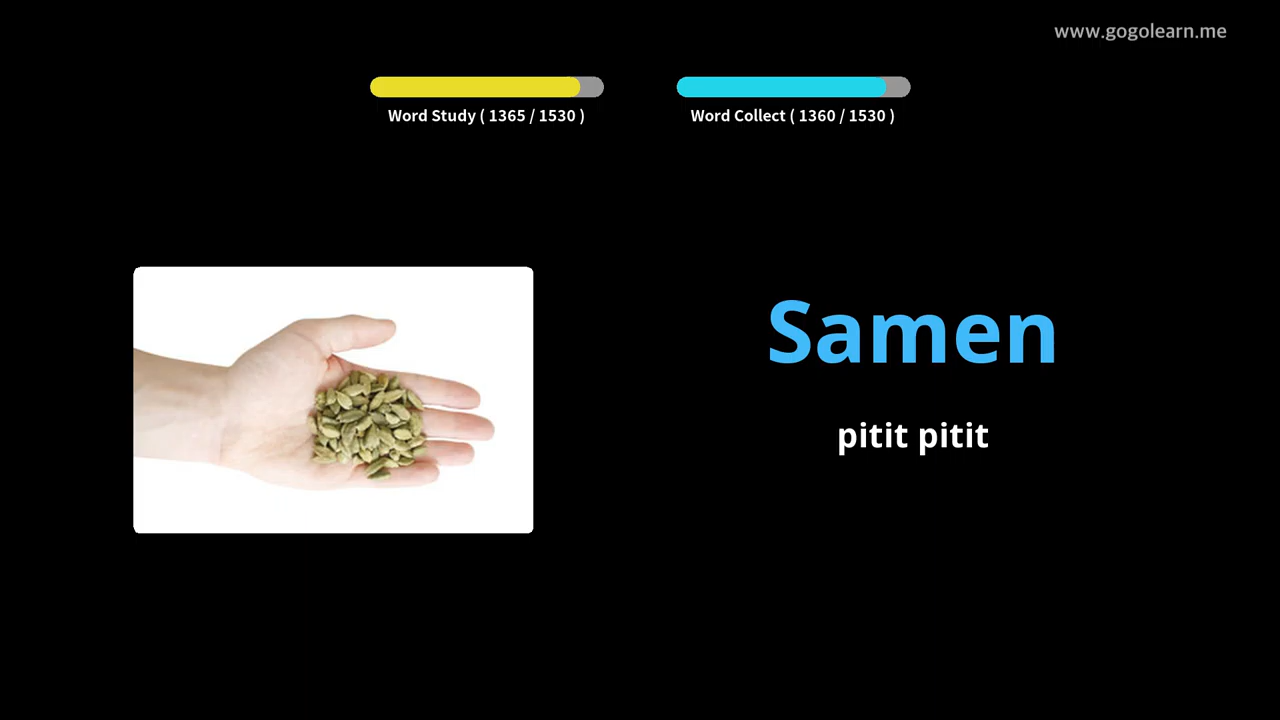 www.gogolearn.me
Word Study ( 1365 / 1530 )
Word Collect ( 1360 / 1530 )
Samen
pitit pitit